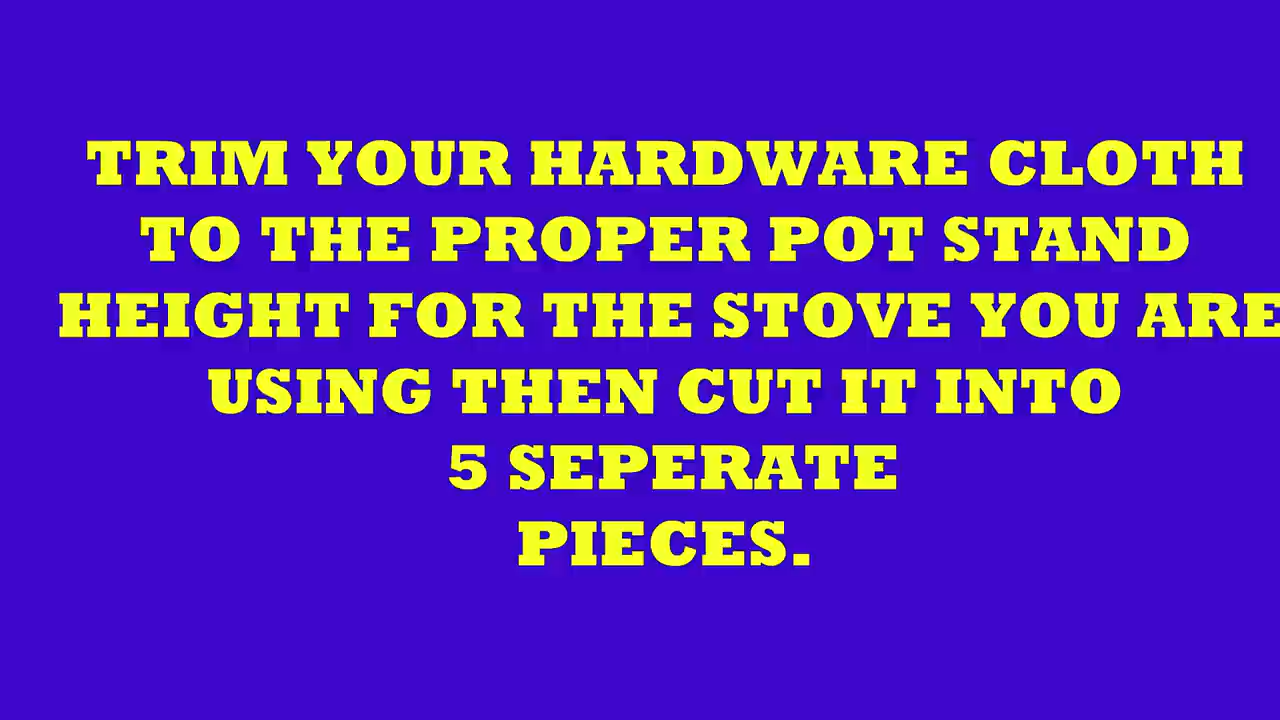 TRIM YOUR HARDWARE CLOTH
TO THE PROPER POT STAND
HEIGHT FOR THE STOVE YOU ARE
USING THEN CUT IT INTO
5 SEPERATE
PIECES.